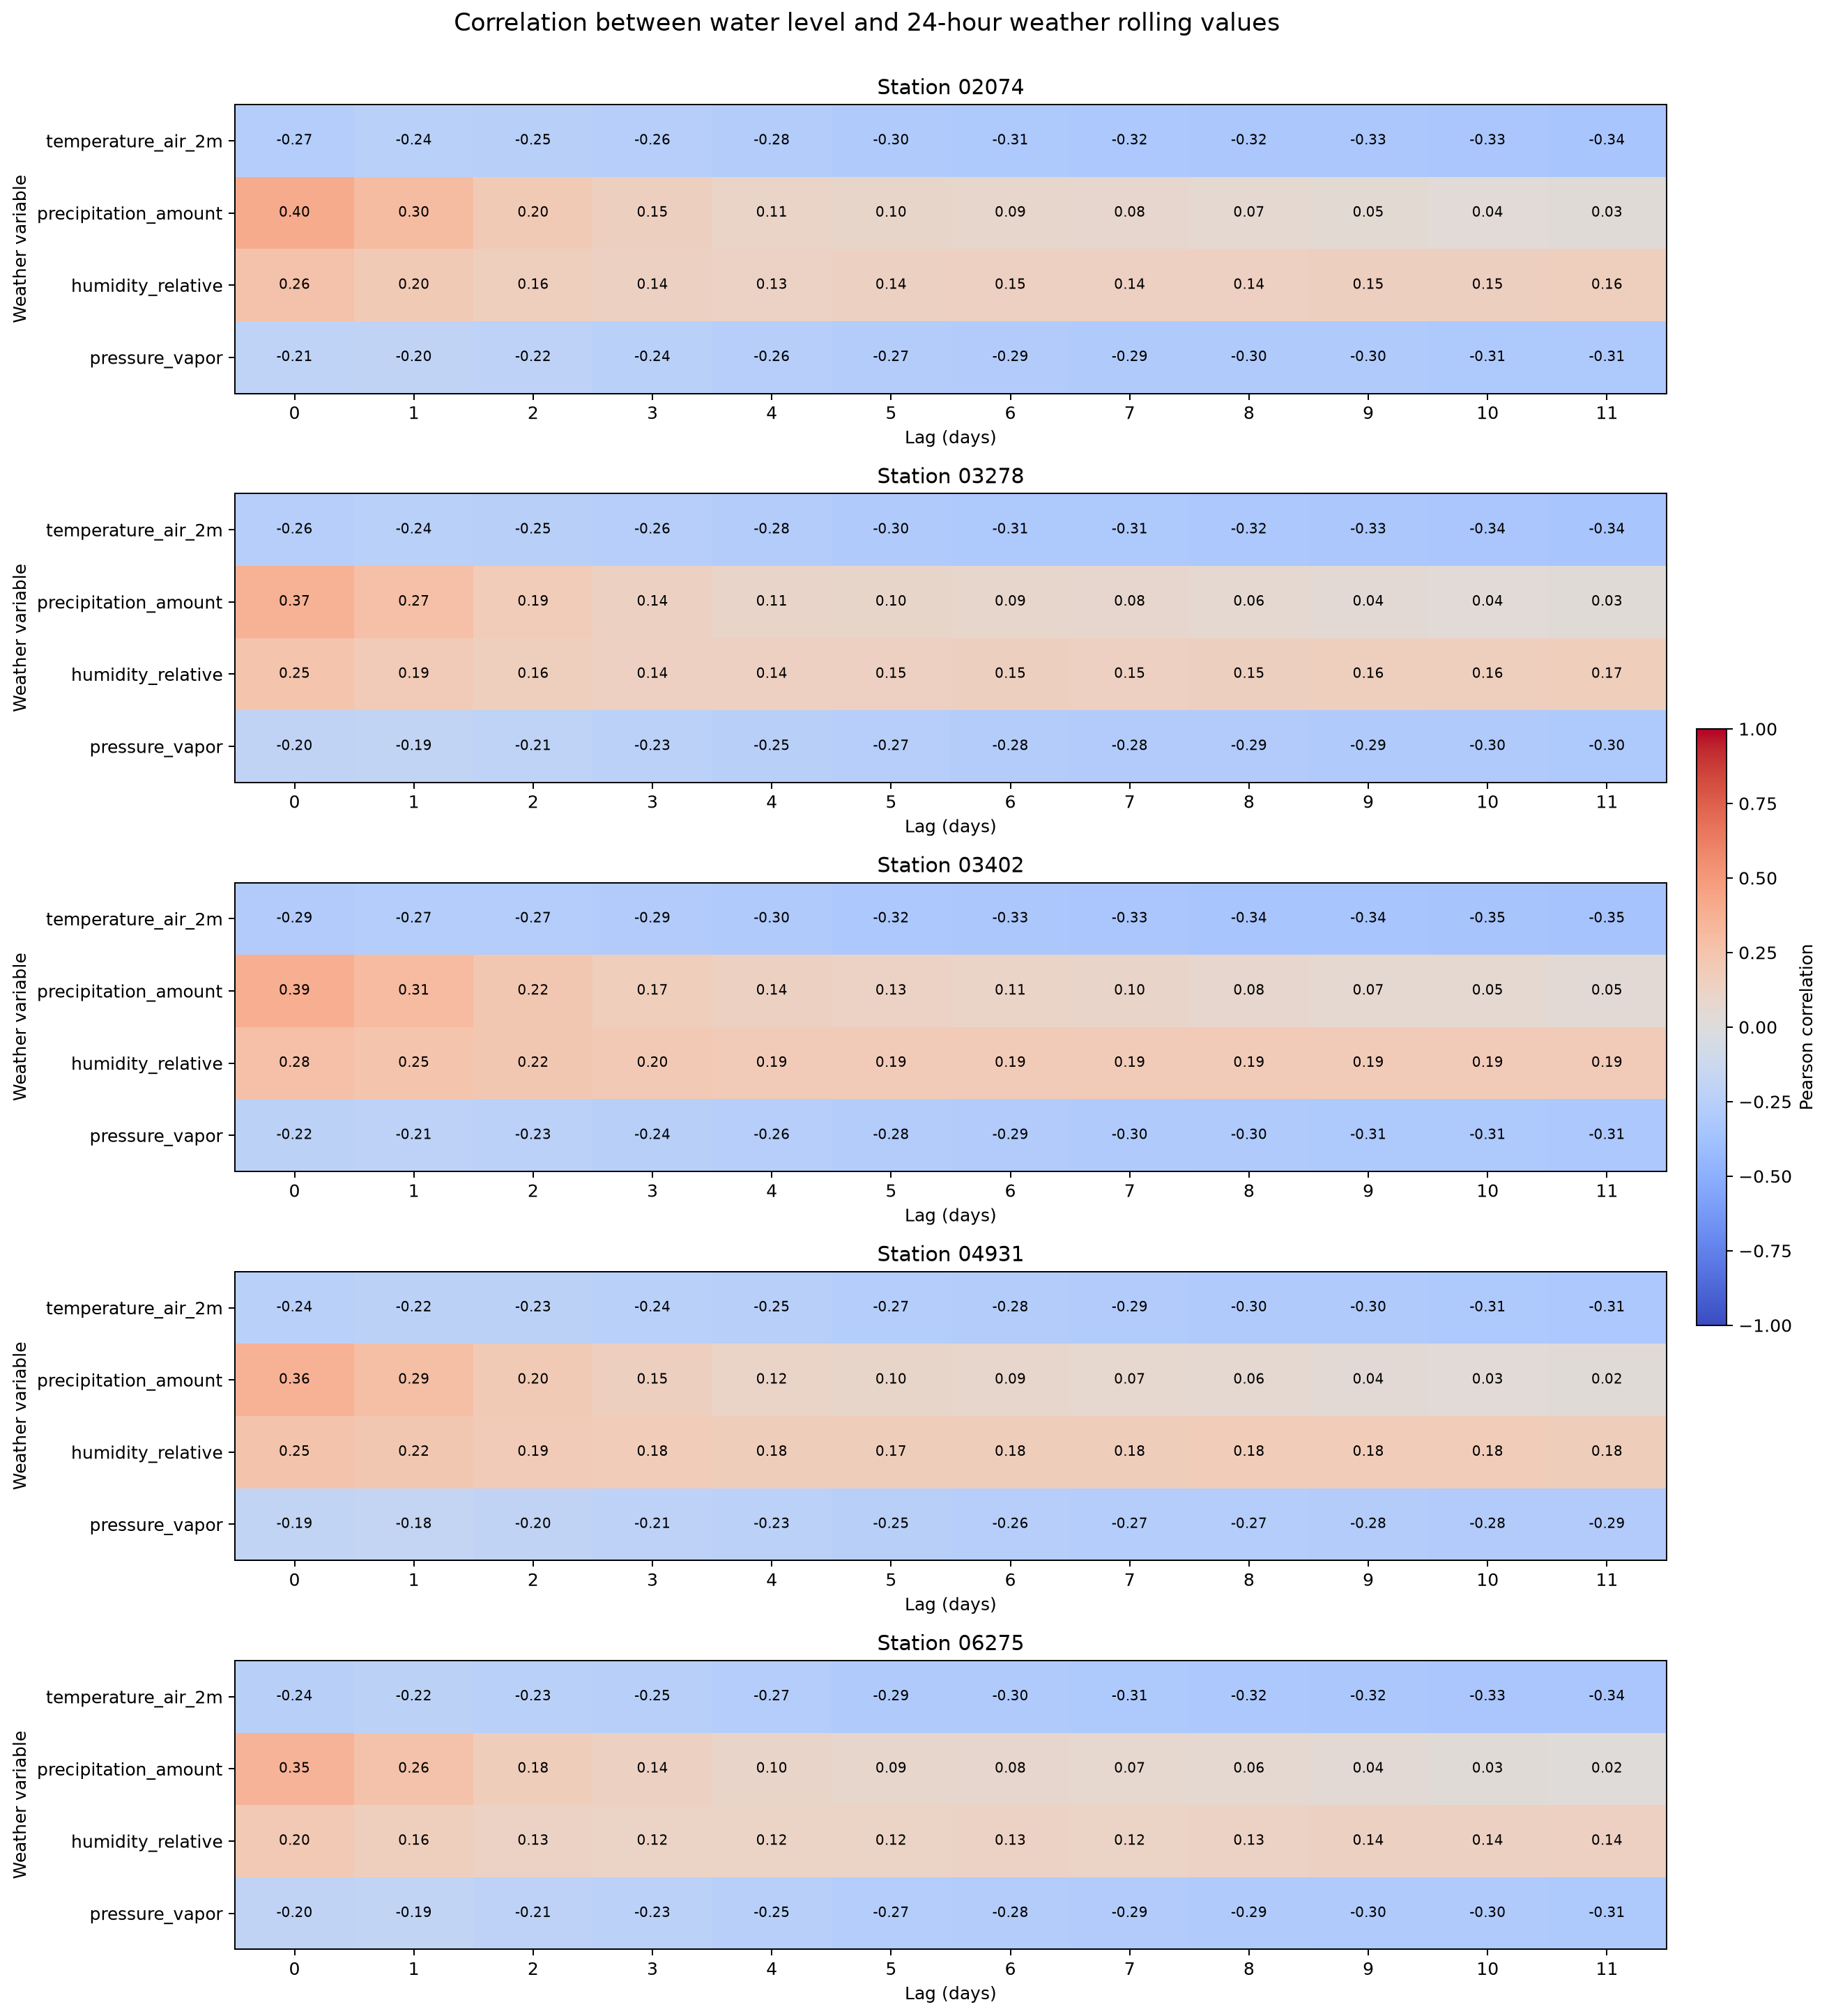 Correlation between water level and 24-hour weather rolling values
Station 02074
Weather variable
temperature_air_2m -0.27 -0.24 -0.25 -0.26 -0.28 -0.30 -0.31 -0.32 -0.32 -0.33 -0.33 -0.34
precipitation_amount 0.40 0.30 0.20 0.15 0.11 0.10 0.09 0.08 0.07 0.05 0.04 0.03
humidity_relative 0.26 0.20 0.16 0.14 0.13 0.14 0.15 0.14 0.14 0.15 0.15 0.16
pressure_vapor -0.21 -0.20 -0.22 -0.24 -0.26 -0.27 -0.29 -0.29 -0.30 -0.30 -0.31 -0.31
0 1 2 3 4 5 6 7 8 9 10 11
Lag (days)
Station 03278
Weather variable
temperature_air_2m -0.26 -0.24 -0.25 -0.26 -0.28 -0.30 -0.31 -0.31 -0.32 -0.33 -0.34 -0.34
precipitation_amount 0.37 0.27 0.19 0.14 0.11 0.10 0.09 0.08 0.06 0.04 0.04 0.03
humidity_relative 0.25 0.19 0.16 0.14 0.14 0.15 0.15 0.15 0.15 0.16 0.16 0.17
pressure_vapor -0.20 -0.19 -0.21 -0.23 -0.25 -0.27 -0.28 -0.28 -0.29 -0.29 -0.30 -0.30
0 1 2 3 4 5 6 7 8 9 10 11
Lag (days)
Station 03402
Weather variable
temperature_air_2m -0.29 -0.27 -0.27 -0.29 -0.30 -0.32 -0.33 -0.33 -0.34 -0.34 -0.35 -0.35
precipitation_amount 0.39 0.31 0.22 0.17 0.14 0.13 0.11 0.10 0.08 0.07 0.05 0.05
humidity_relative 0.28 0.25 0.22 0.20 0.19 0.19 0.19 0.19 0.19 0.19 0.19 0.19
pressure_vapor -0.22 -0.21 -0.23 -0.24 -0.26 -0.28 -0.29 -0.30 -0.30 -0.31 -0.31 -0.31
0 1 2 3 4 5 6 7 8 9 10 11
Lag (days)
Station 04931
Weather variable
temperature_air_2m -0.24 -0.22 -0.23 -0.24 -0.25 -0.27 -0.28 -0.29 -0.30 -0.30 -0.31 -0.31
precipitation_amount 0.36 0.29 0.20 0.15 0.12 0.10 0.09 0.07 0.06 0.04 0.03 0.02
humidity_relative 0.25 0.22 0.19 0.18 0.18 0.17 0.18 0.18 0.18 0.18 0.18 0.18
pressure_vapor -0.19 -0.18 -0.20 -0.21 -0.23 -0.25 -0.26 -0.27 -0.27 -0.28 -0.28 -0.29
0 1 2 3 4 5 6 7 8 9 10 11
Lag (days)
Station 06275
Weather variable
temperature_air_2m -0.24 -0.22 -0.23 -0.25 -0.27 -0.29 -0.30 -0.31 -0.32 -0.32 -0.33 -0.34
precipitation_amount 0.35 0.26 0.18 0.14 0.10 0.09 0.08 0.07 0.06 0.04 0.03 0.02
humidity_relative 0.20 0.16 0.13 0.12 0.12 0.12 0.13 0.12 0.13 0.14 0.14 0.14
pressure_vapor -0.20 -0.19 -0.21 -0.23 -0.25 -0.27 -0.28 -0.29 -0.29 -0.30 -0.30 -0.31
0 1 2 3 4 5 6 7 8 9 10 11
Lag (days)
1.00
0.75
0.50
0.25
0.00
−0.25
−0.50
−0.75
−1.00
Pearson correlation